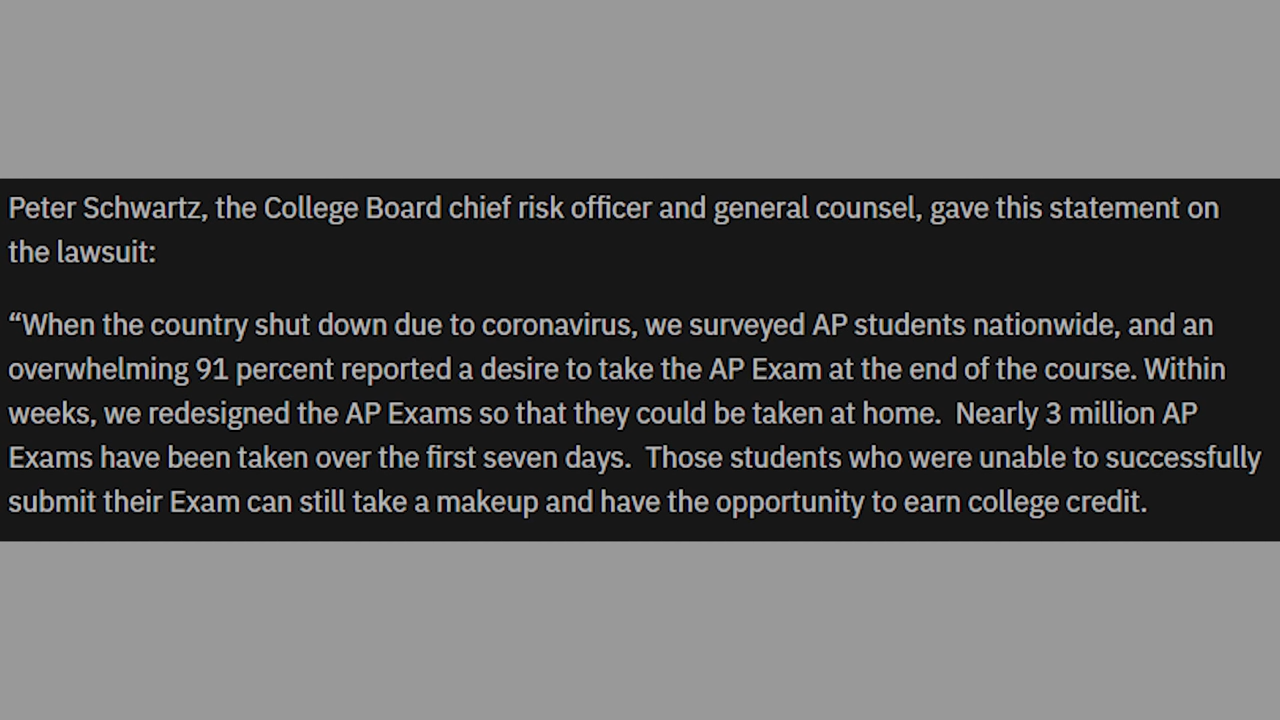 Peter Schwartz, the College Board chief risk officer and general counsel, gave this statement on
the lawsuit:
“When the country shut down due to coronavirus, we surveyed AP students nationwide, and an
overwhelming 91 percent reported a desire to take the AP Exam at the end of the course. Within
weeks, we redesigned the AP Exams so that they could be taken at home.  Nearly 3 million AP
Exams have been taken over the first seven days.  Those students who were unable to successfully
submit their Exam can still take a makeup and have the opportunity to earn college credit.